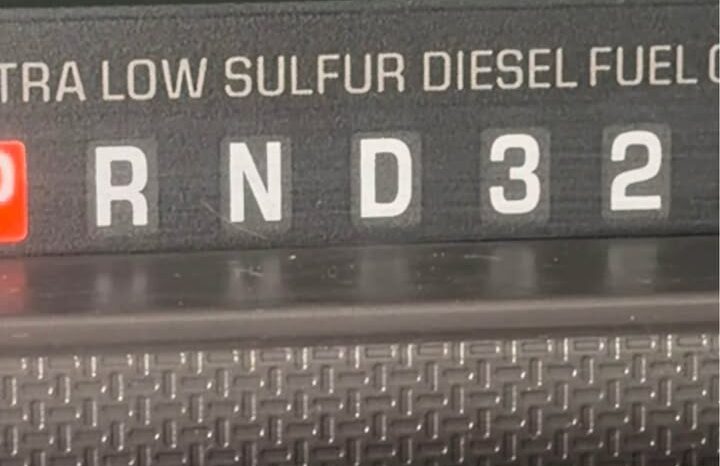 TRA LOW SULFUR DIESEL FUEL
P R N D 3 2